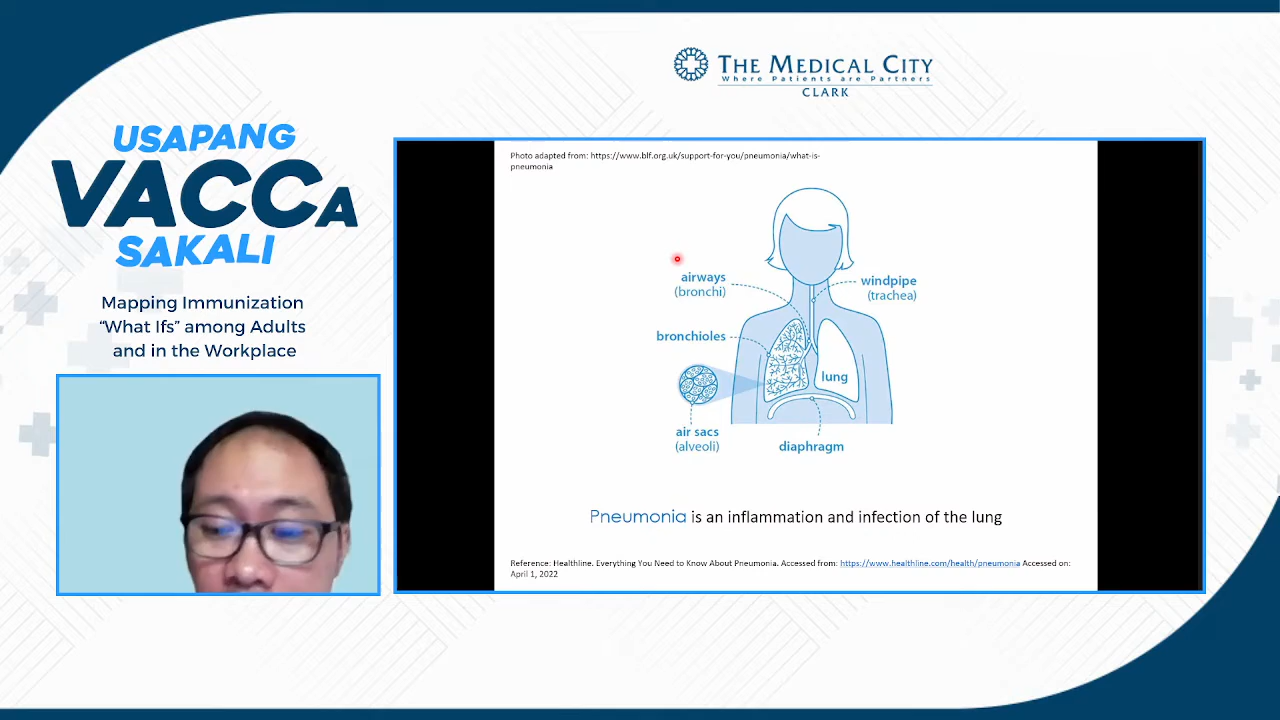 THE MEDICAL CITY
Where Patients are Partners
CLARK
USAPANG
VACCA
SAKALI
Mapping Immunization
“What Ifs” among Adults
and in the Workplace
Photo adapted from: https://www.blf.org.uk/support-for-you/pneumonia/what-is-
pneumonia
airways
(bronchi)
windpipe
(trachea)
bronchioles
lung
air sacs
(alveoli)
diaphragm
Pneumonia is an inflammation and infection of the lung
Reference: Healthline. Everything You Need to Know About Pneumonia. Accessed from: https://www.healthline.com/health/pneumonia Accessed on:
April 1, 2022